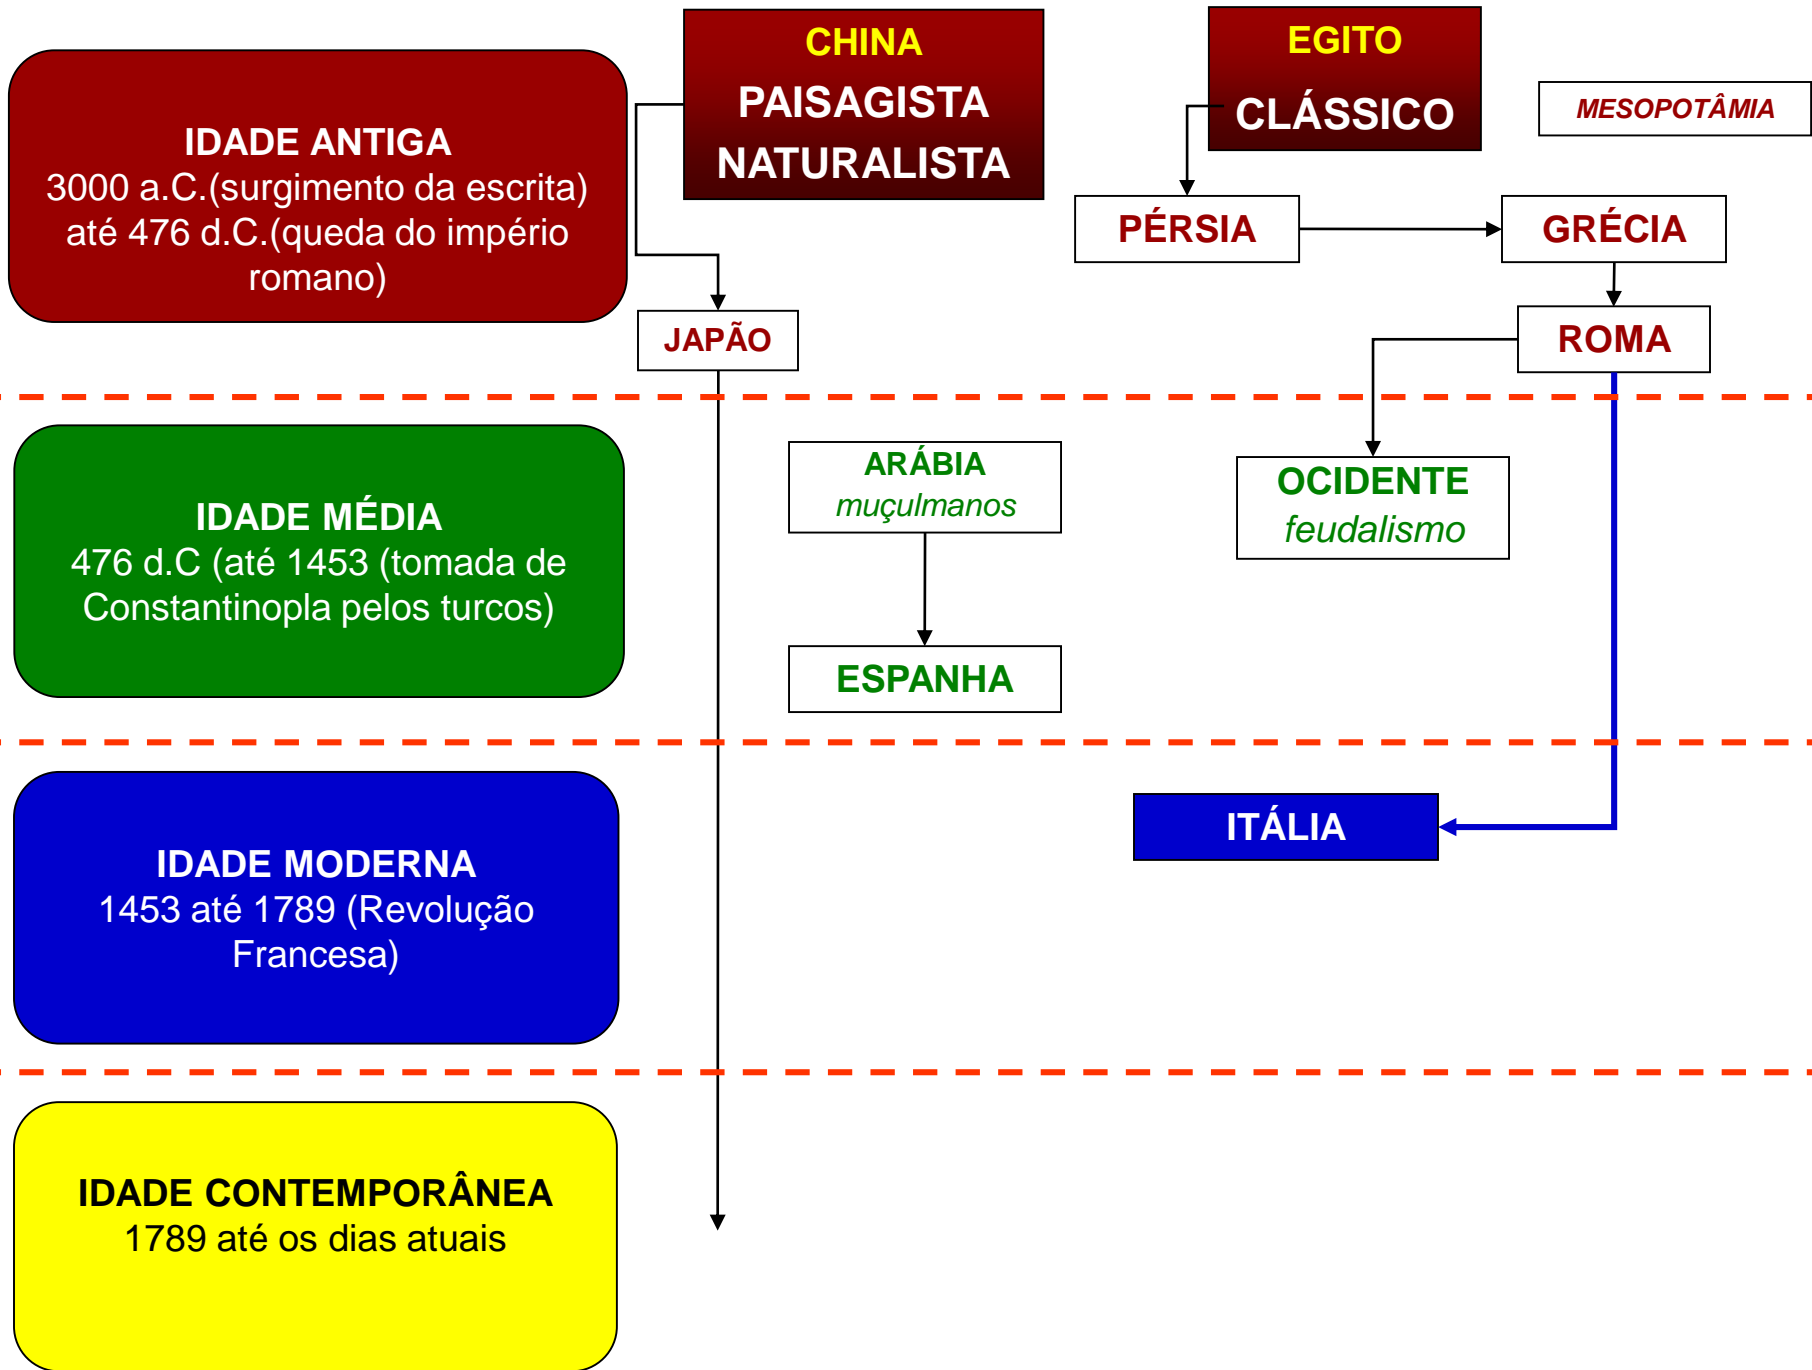 IDADE ANTIGA
3000 a.C.(surgimento da escrita)
até 476 d.C.(queda do império
romano)
CHINA
PAISAGISTA
NATURALISTA
EGITO
CLÁSSICO
MESOPOTÂMIA
PÉRSIA
GRÉCIA
JAPÃO
ROMA
IDADE MÉDIA
476 d.C (até 1453 (tomada de
Constantinopla pelos turcos)
ARÁBIA
muçulmanos
OCIDENTE
feudalismo
ESPANHA
IDADE MODERNA
1453 até 1789 (Revolução
Francesa)
ITÁLIA
IDADE CONTEMPORÂNEA
1789 até os dias atuais